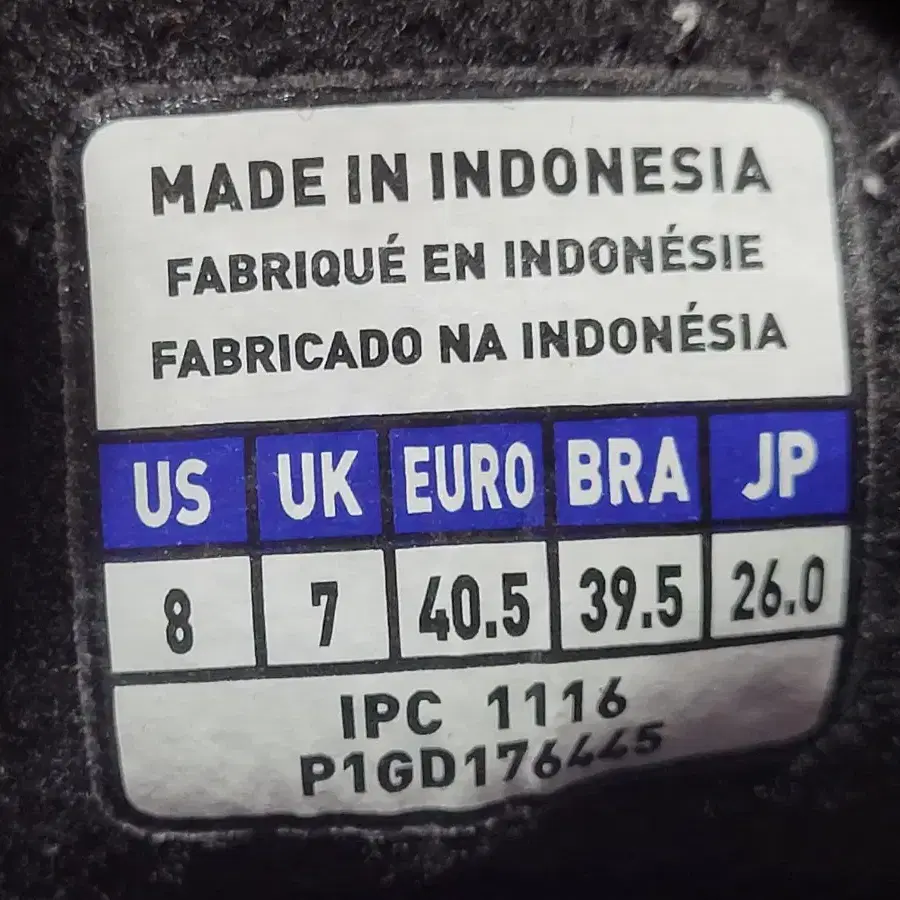 MADE IN INDONESIA
FABRIQUÉ EN INDONÉSIE
FABRICADO NA INDONÉSIA
US UK EURO BRA JP
8 7 40.5 39.5 26.0
IPC 1116
P1GD176445